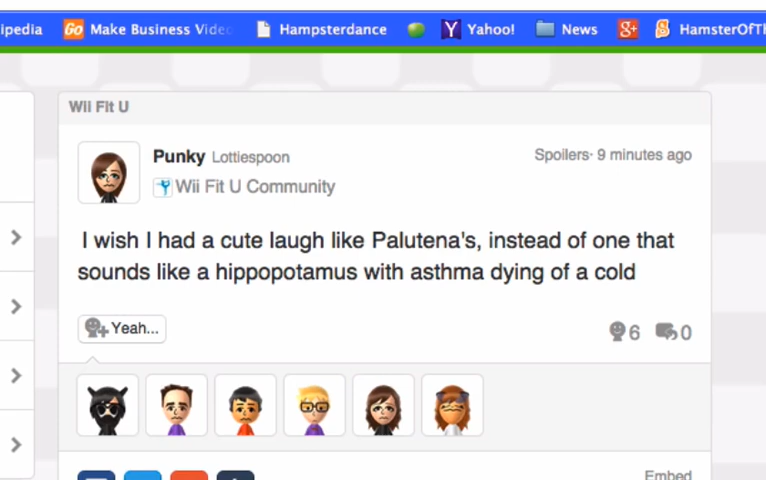 ipedia Go Make Business Vide Hampsterdance Y Yahoo! News g+ HamsterOfTh
Wii Fit U
Punky Lottiespoon
Spoilers· 9 minutes ago
Wii Fit U Community
I wish I had a cute laugh like Palutena's, instead of one that
sounds like a hippopotamus with asthma dying of a cold
Yeah...
6 0
Embed